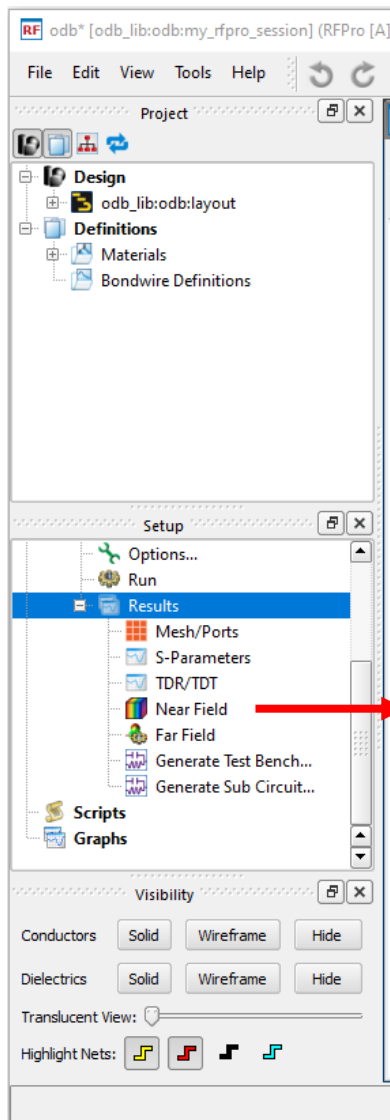 RF odb* [odb_lib:odb:my_rfpro_session] (RFPro [A]
File Edit View Tools Help
Project
Design
odb_lib:odb:layout
Definitions
Materials
Bondwire Definitions
Setup
Options...
Run
Results
Mesh/Ports
S-Parameters
TDR/TDT
Near Field
Far Field
Generate Test Bench...
Generate Sub Circuit...
Scripts
Graphs
Visibility
Conductors Solid Wireframe Hide
Dielectrics Solid Wireframe Hide
Translucent View:
Highlight Nets: